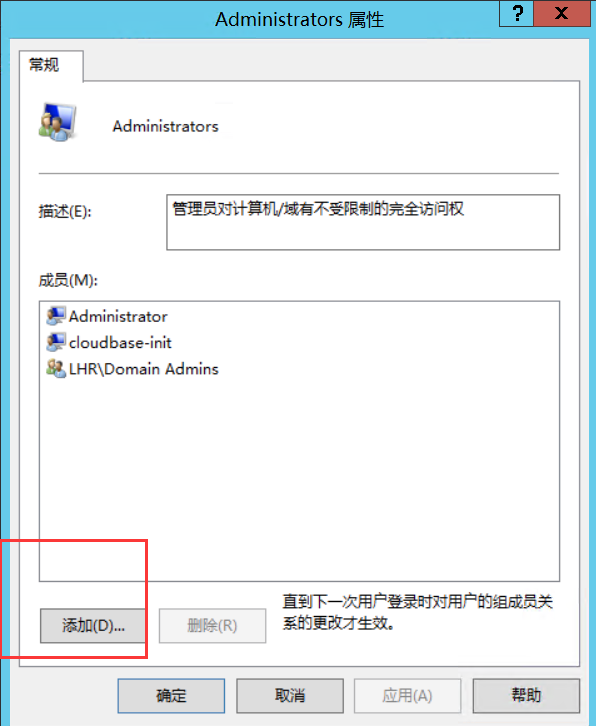 Administrators 属性
?
X
常规
Administrators
描述(E):
管理员对计算机/域有不受限制的完全访问权
成员(M):
Administrator
cloudbase-init
LHR\Domain Admins
添加(D)...
删除(R)
直到下一次用户登录时对用户的组成员关
系的更改才生效。
确定
取消
应用(A)
帮助